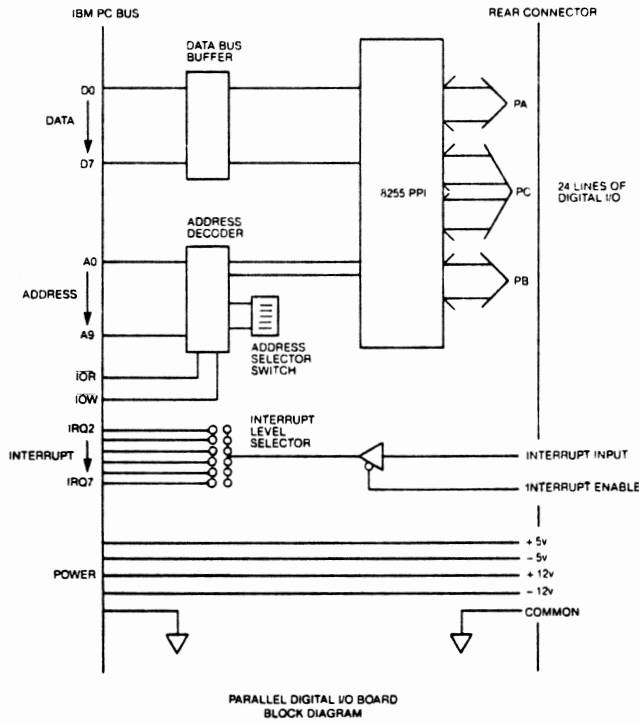 IBM PC BUS
REAR CONNECTOR
DATA BUS
BUFFER
D0
DATA
D7
8255 PPI
PA
PC
PB
24 LINES OF
DIGITAL I/O
ADDRESS
DECODER
A0
ADDRESS
A9
ADDRESS
SELECTOR
SWITCH
IOR
IOW
IRQ2
INTERRUPT
IRQ7
INTERRUPT
LEVEL
SELECTOR
INTERRUPT INPUT
INTERRUPT ENABLE
POWER
+ 5v
- 5v
+ 12v
- 12v
COMMON
PARALLEL DIGITAL I/O BOARD
BLOCK DIAGRAM